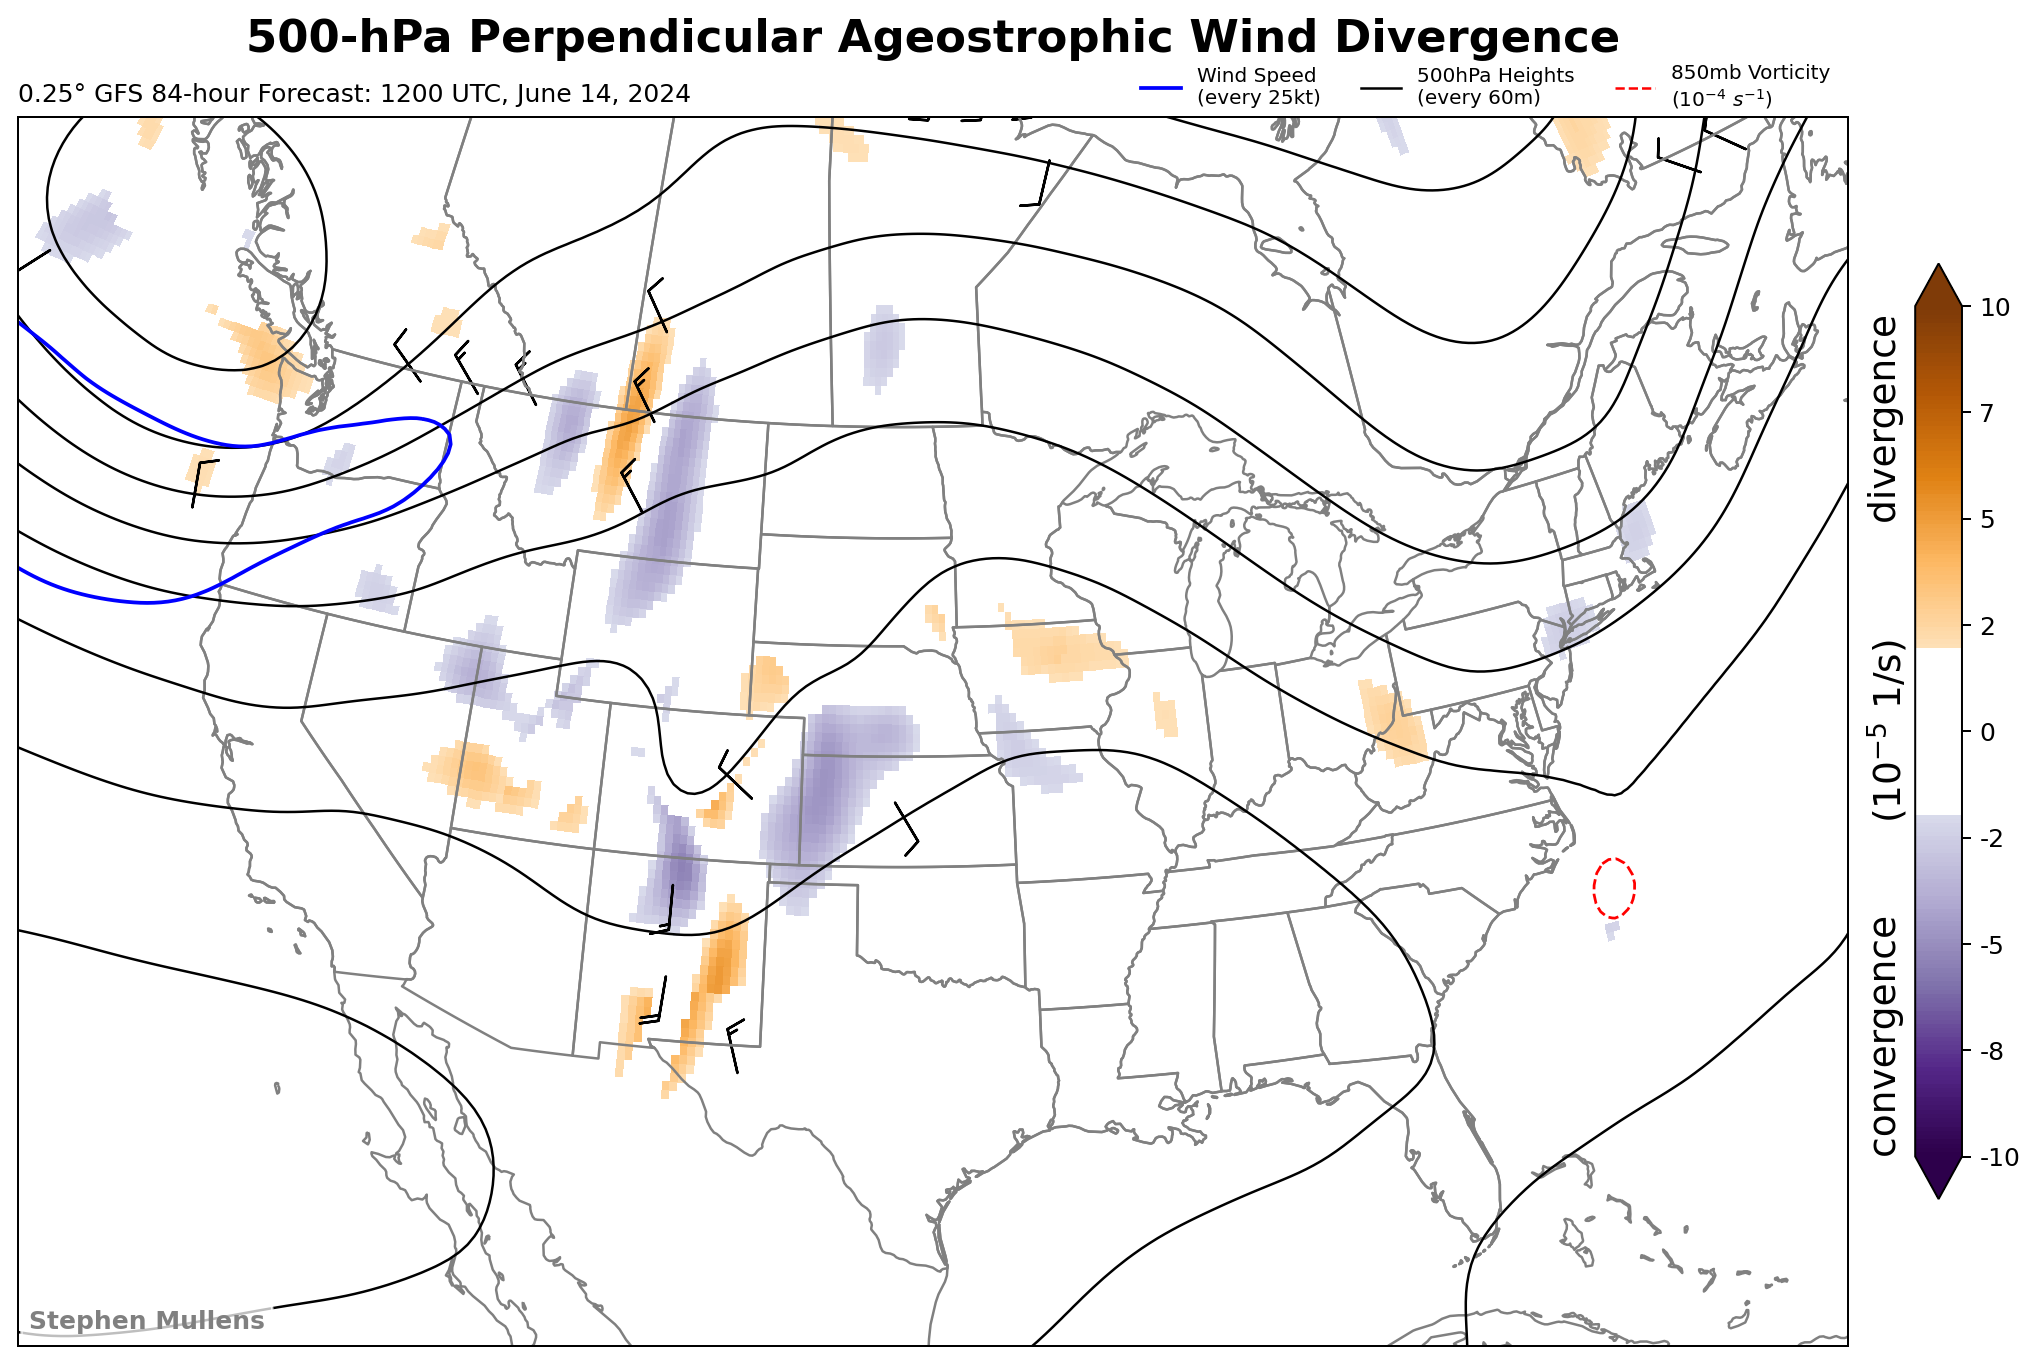 500-hPa Perpendicular Ageostrophic Wind Divergence
0.25° GFS 84-hour Forecast: 1200 UTC, June 14, 2024
Wind Speed
(every 25kt)
500hPa Heights
(every 60m)
850mb Vorticity
(10⁻⁴ s⁻¹)
10
7
5
2
0
-2
-5
-8
-10
convergence (10⁻⁵ 1/s) divergence
Stephen Mullens